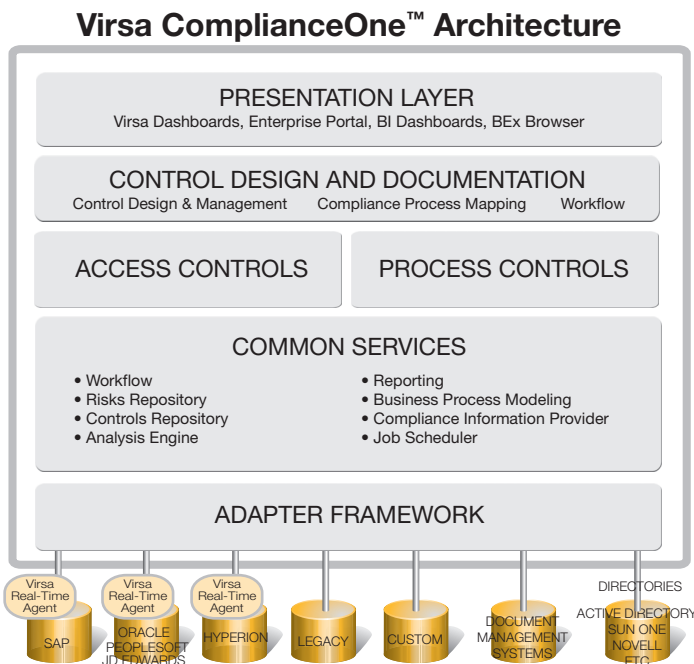 Virsa ComplianceOne™ Architecture
PRESENTATION LAYER
Virsa Dashboards, Enterprise Portal, BI Dashboards, BEx Browser
CONTROL DESIGN AND DOCUMENTATION
Control Design & Management Compliance Process Mapping Workflow
ACCESS CONTROLS
PROCESS CONTROLS
COMMON SERVICES
• Workflow
• Risks Repository
• Controls Repository
• Analysis Engine
• Reporting
• Business Process Modeling
• Compliance Information Provider
• Job Scheduler
ADAPTER FRAMEWORK
Virsa
Real-Time
Agent
SAP
Virsa
Real-Time
Agent
ORACLE
PEOPLESOFT
JD EDWARDS
Virsa
Real-Time
Agent
HYPERION
LEGACY
CUSTOM
DOCUMENT
MANAGEMENT
SYSTEMS
DIRECTORIES
ACTIVE DIRECTORY
SUN ONE
NOVELL
ETC